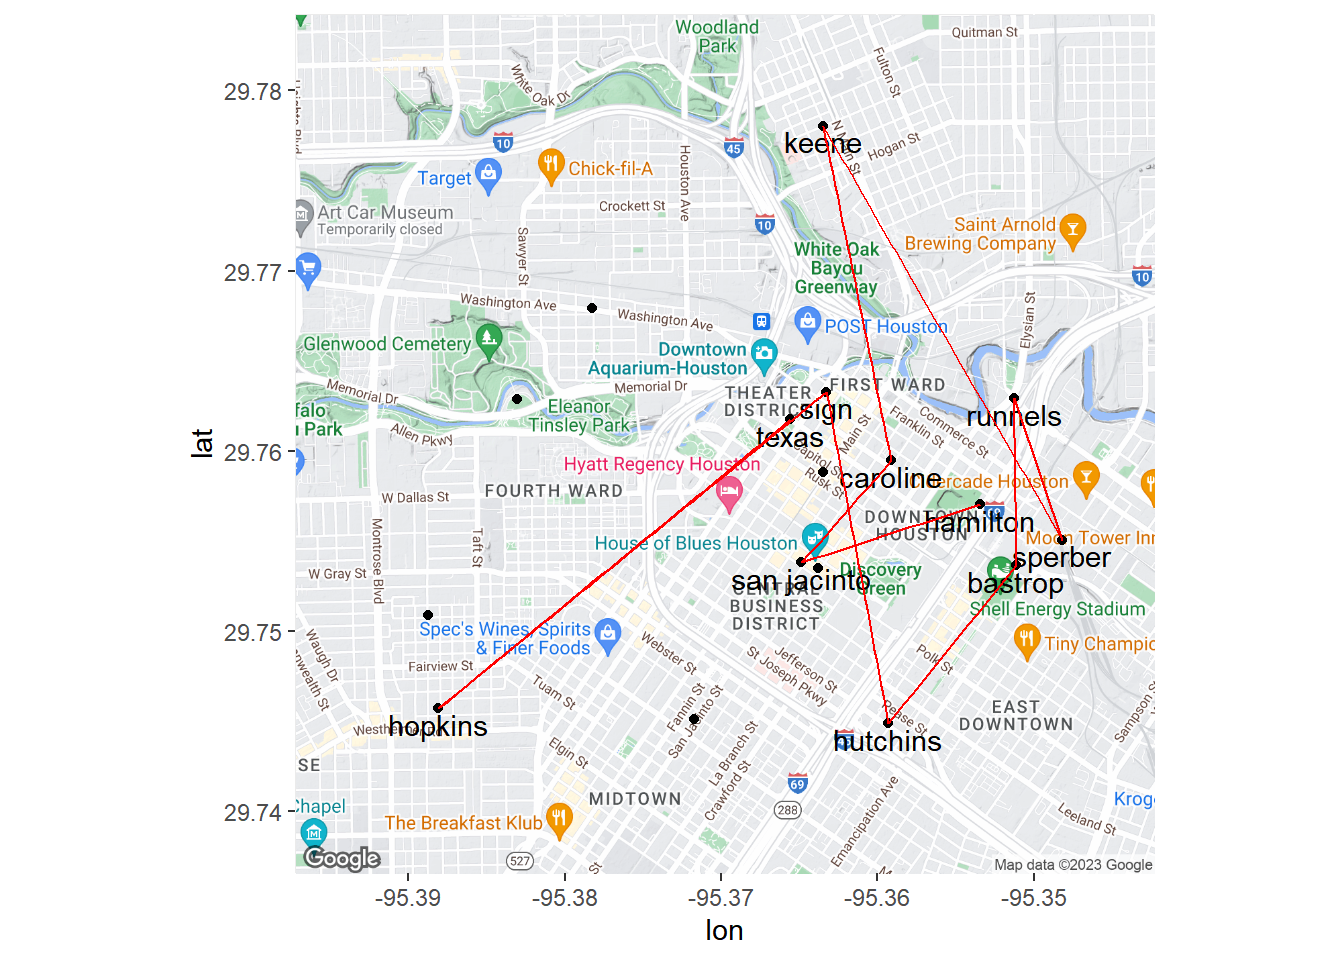 Woodland
Park
Quitman St
Fulton St
White Oak Dr
29.78
10
45
N Main St
keene
Hogan St
Houston Ave
Target
Chick-fil-A
Art Car Museum
Temporarily closed
Crockett St
10
Saint Arnold
Brewing Company
Sawyer St
White Oak
Bayou
Greenway
29.77
10
Washington Ave
Washington Ave
Elysian St
POST Houston
Glenwood Cemetery
Downtown
Aquarium-Houston
Memorial Dr
Memorial Dr
THEATER
DISTRICT
FIRST WARD
sign
runnels
Eleanor
Tinsley Park
falo
u Park
Allen Pkwy
Main St
Franklin St
Commerce St
texas
29.76
lat
Capitol St
Rusk St
Hyatt Regency Houston
caroline
Cidercade Houston
W Dallas St
FOURTH WARD
69
hamilton
DOWNTOWN
HOUSTON
Montrose Blvd
Taft St
House of Blues Houston
Moon Tower Inn
sperber
W Gray St
Discovery
Green
san jacinto
bastrop
CENTRAL
BUSINESS
DISTRICT
Shell Energy Stadium
29.75
Spec's Wines, Spirits
& Finer Foods
Webster St
Tiny Champions
Waugh Dr
Fairview St
Jefferson St
St Joseph Pkwy
Polk St
Tuam St
Fannin St
San Jacinto St
hopkins
Pease St
hutchins
EAST
DOWNTOWN
Elgin St
La Branch St
Crawford St
69
SE
MIDTOWN
288
Emancipation Ave
Leeland St
Chapel
The Breakfast Klub
29.74
527
Google
Map data ©2023 Google
-95.39
-95.38
-95.37
-95.36
-95.35
lon